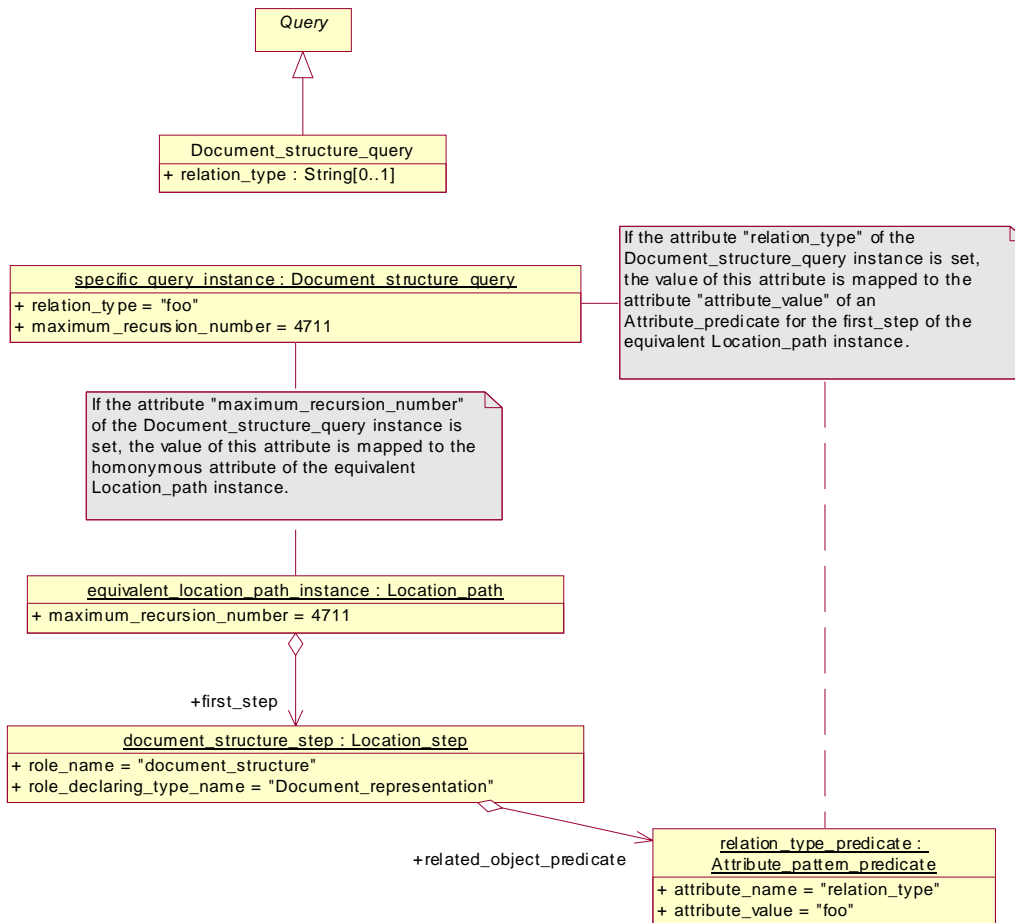 Query
Document_structure_query
+ relation_type : String[0..1]
If the attribute "relation_type" of the
Document_structure_query instance is set,
the value of this attribute is mapped to the
attribute "attribute_value" of an
Attribute_predicate for the first_step of the
equivalent Location_path instance.
specific_query_instance : Document_structure_query
+ relation_type = "foo"
+ maximum_recursion_number = 4711
If the attribute "maximum_recursion_number"
of the Document_structure_query instance is
set, the value of this attribute is mapped to the
homonymous attribute of the equivalent
Location_path instance.
equivalent_location_path_instance : Location_path
+ maximum_recursion_number = 4711
+first_step
document_structure_step : Location_step
+ role_name = "document_structure"
+ role_declaring_type_name = "Document_representation"
+related_object_predicate
relation_type_predicate :
Attribute_pattern_predicate
+ attribute_name = "relation_type"
+ attribute_value = "foo"